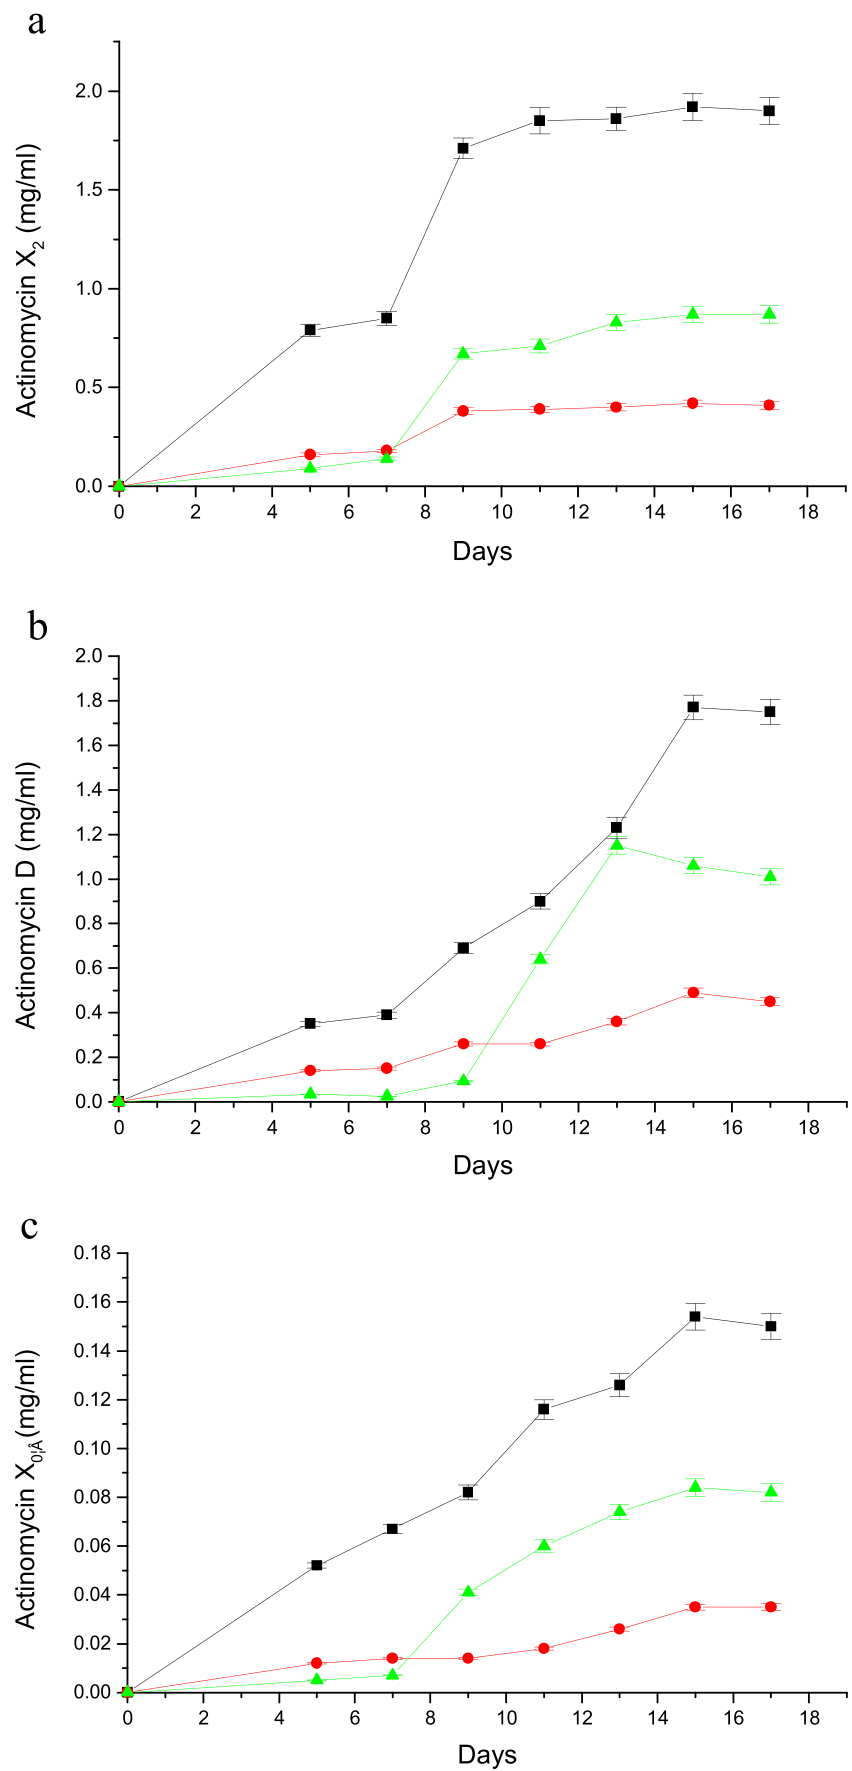 a
Actinomycin X2 (mg/ml)
2.0
1.5
1.0
0.5
0.0
0 2 4 6 8 10 12 14 16 18
Days
b
Actinomycin D (mg/ml)
2.0
1.8
1.6
1.4
1.2
1.0
0.8
0.6
0.4
0.2
0.0
0 2 4 6 8 10 12 14 16 18
Days
c
Actinomycin X0¦Â (mg/ml)
0.18
0.16
0.14
0.12
0.10
0.08
0.06
0.04
0.02
0.00
0 2 4 6 8 10 12 14 16 18
Days